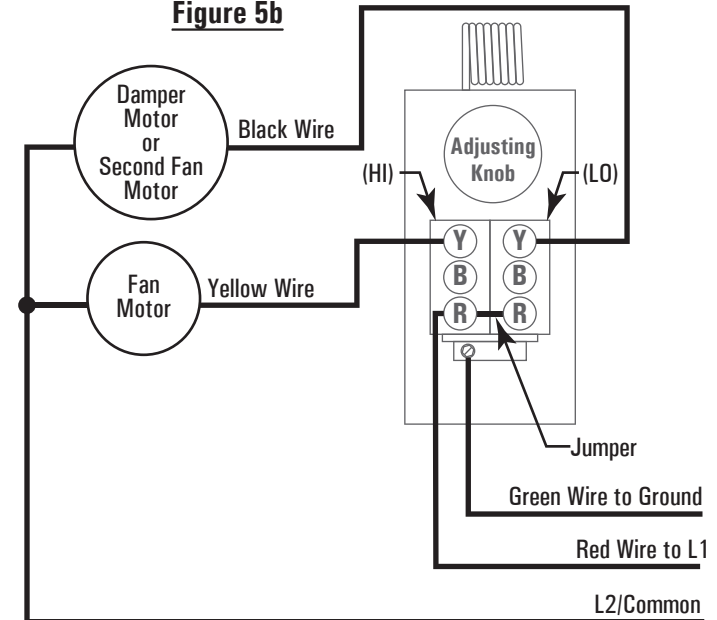 Figure 5b
Damper
Motor
or
Second Fan
Motor
Black Wire
Adjusting
Knob
(HI)
(LO)
Y
Y
B
B
R
R
Fan
Motor
Yellow Wire
Jumper
Green Wire to Ground
Red Wire to L1
L2/Common